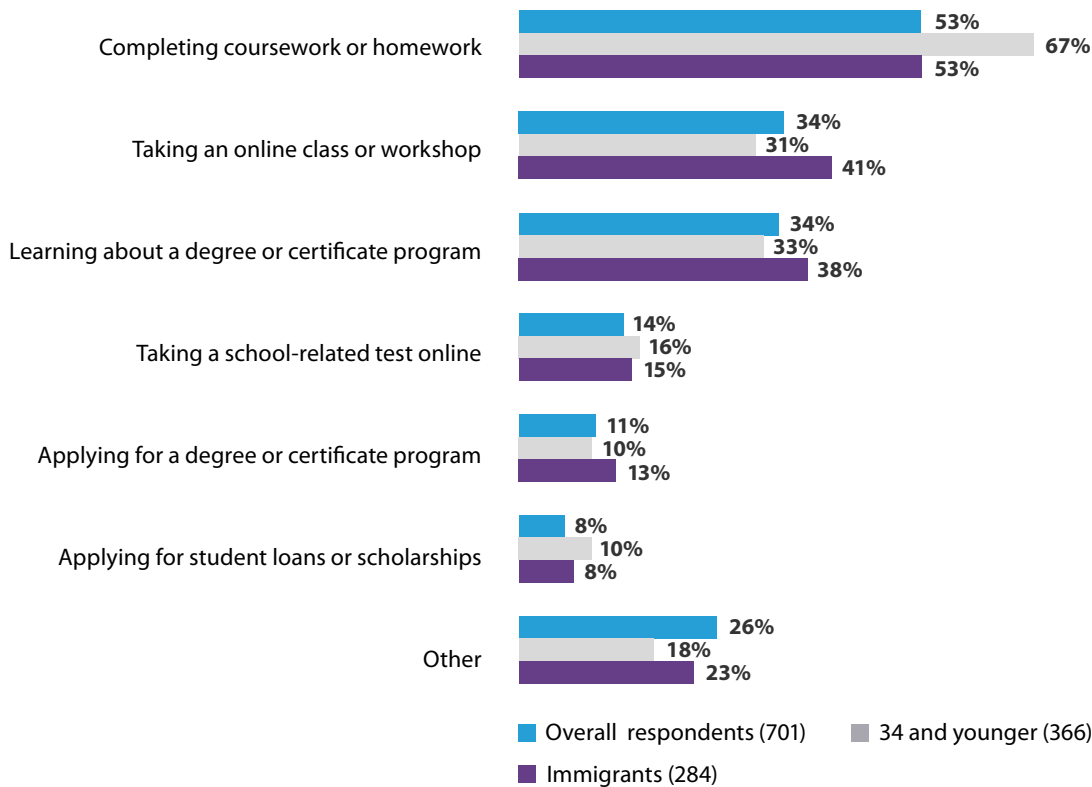 53%
Completing coursework or homework 67%
53%
34%
Taking an online class or workshop 31%
41%
34%
Learning about a degree or certificate program 33%
38%
14%
Taking a school-related test online 16%
15%
11%
Applying for a degree or certificate program 10%
13%
8%
Applying for student loans or scholarships 10%
8%
26%
Other 18%
23%
Overall respondents (701) 34 and younger (366)
Immigrants (284)